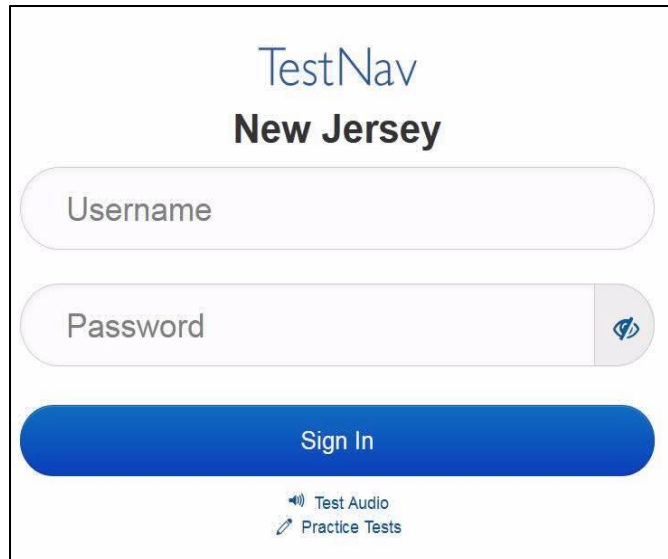 TestNav
New Jersey
Username
Password
Sign In
Test Audio
Practice Tests